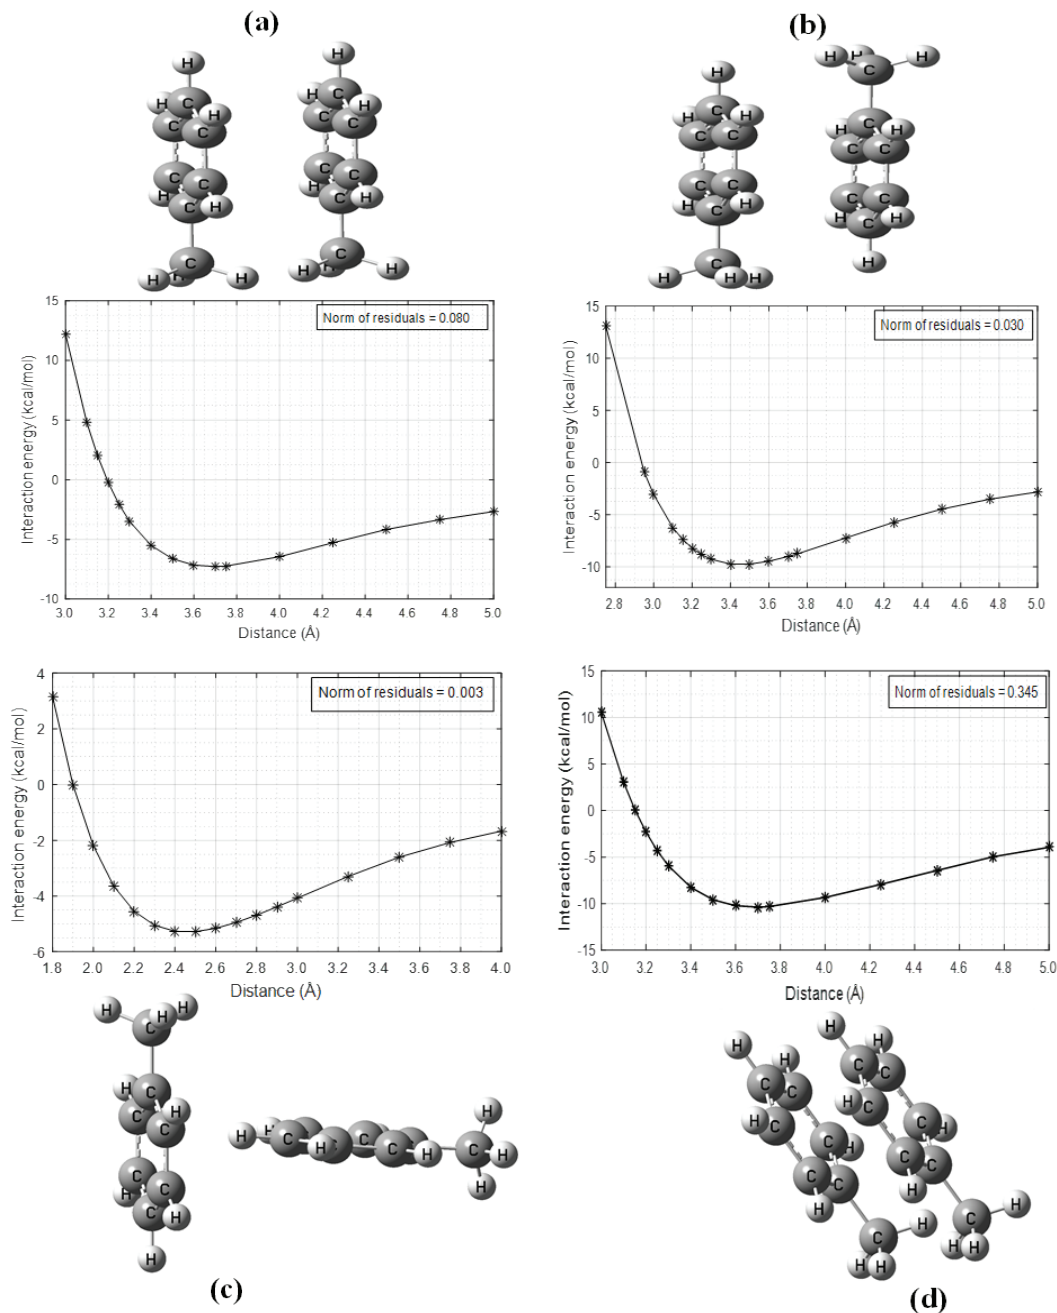 (a)
(b)
H
H
H
C
H
H
C
H
C
C
C
C
C
C
C
C
H
C
H
H
C
H
C
C
H
H
H
H
H
H
H
H
H
H
C
H
C
H
H
H
C
C
C
C
C
C
C
C
H
C
H
H
C
H
C
H
C
H
H
H
H
Norm of residuals = 0.080
Interaction energy (kcal/mol)
15
10
5
0
-5
-10
3.0 3.2 3.4 3.6 3.8 4.0 4.2 4.4 4.6 4.8 5.0
Distance (Å)
Norm of residuals = 0.030
Interaction energy (kcal/mol)
15
10
5
0
-5
-10
2.8 3.0 3.2 3.4 3.6 3.8 4.0 4.2 4.4 4.6 4.8 5.0
Distance (Å)
Norm of residuals = 0.003
Interaction energy (kcal/mol)
4
2
0
-2
-4
-6
1.8 2.0 2.2 2.4 2.6 2.8 3.0 3.2 3.4 3.6 3.8 4.0
Distance (Å)
Norm of residuals = 0.345
Interaction energy (kcal/mol)
15
10
5
0
-5
-10
-15
3.0 3.2 3.4 3.6 3.8 4.0 4.2 4.4 4.6 4.8 5.0
Distance (Å)
H
H
H
C
H
C
H
C
C
C
C
H
C
H
H
H
H
C
H
C
C
H
C
H
H
H
H
H
H
C
C
H
C
C
C
C
H
C
H
C
H
H
C
C
C
C
H
C
C
H
H
H
C
H
C
H
H
H
H
H
(c)
(d)